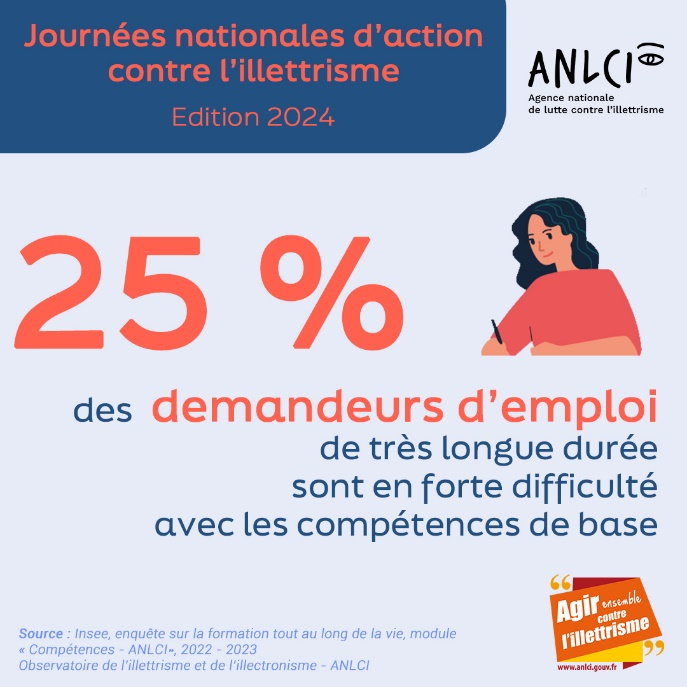 Journées nationales d'action
contre l'illettrisme
Edition 2024
ANLCI
Agence nationale
de lutte contre l'illettrisme
25 %
des demandeurs d'emploi
de très longue durée
sont en forte difficulté
avec les compétences de base
Agir ensemble
contre
l'illettrisme
www.anlci.gouv.fr
Source : Insee, enquête sur la formation tout au long de la vie, module
« Compétences - ANLCI», 2022 - 2023
Observatoire de l'illettrisme et de l'illectronisme - ANLCI